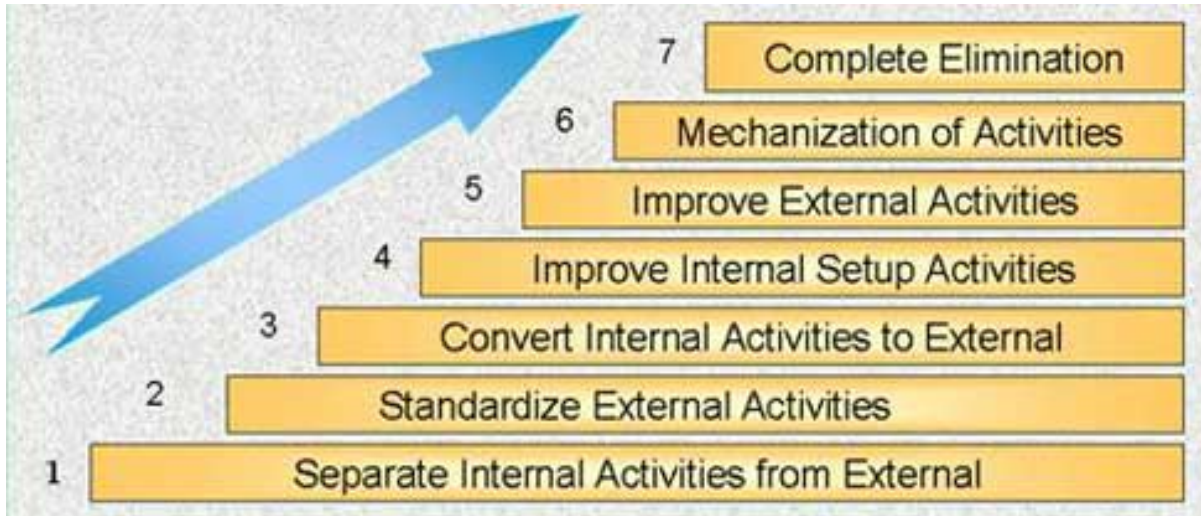 7 Complete Elimination
6 Mechanization of Activities
5 Improve External Activities
4 Improve Internal Setup Activities
3 Convert Internal Activities to External
2 Standardize External Activities
1 Separate Internal Activities from External